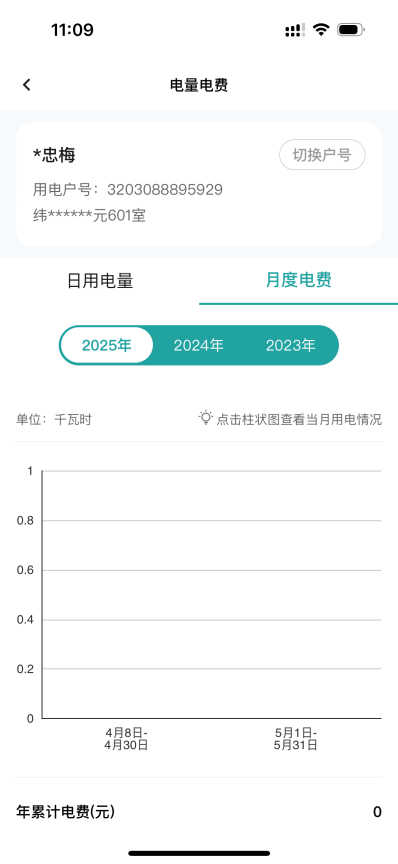 11:09
电量电费
*忠梅
切换户号
用电户号：3203088895929
纬******元601室
日用电量
月度电费
2025年
2024年
2023年
单位：千瓦时
点击柱状图查看当月用电情况
1
0.8
0.6
0.4
0.2
0
4月8日-
4月30日
5月1日-
5月31日
年累计电费(元)
0